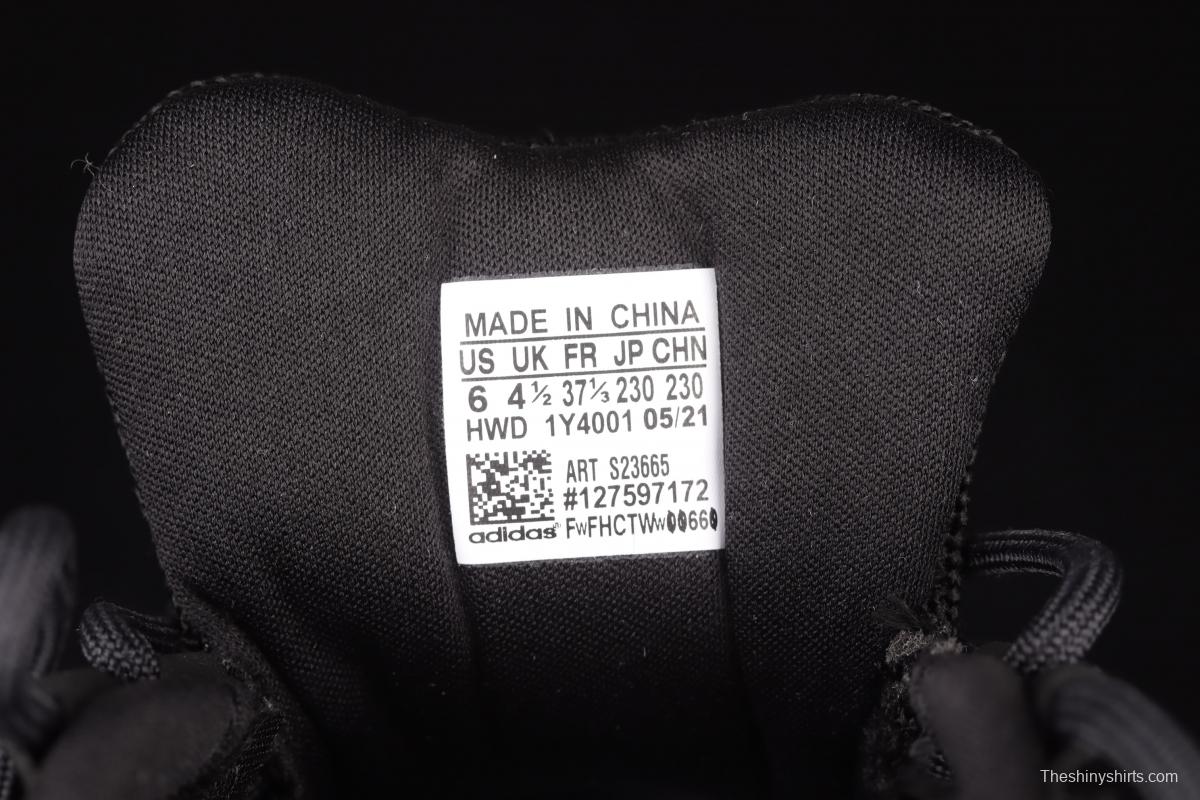 MADE IN CHINA
US UK FR JP CHN
6 4½ 37⅓ 230 230
HWD 1Y4001 05/21
ART S23665
#127597172
adidas FwFHCTWw00660
Theshinyshirts.com